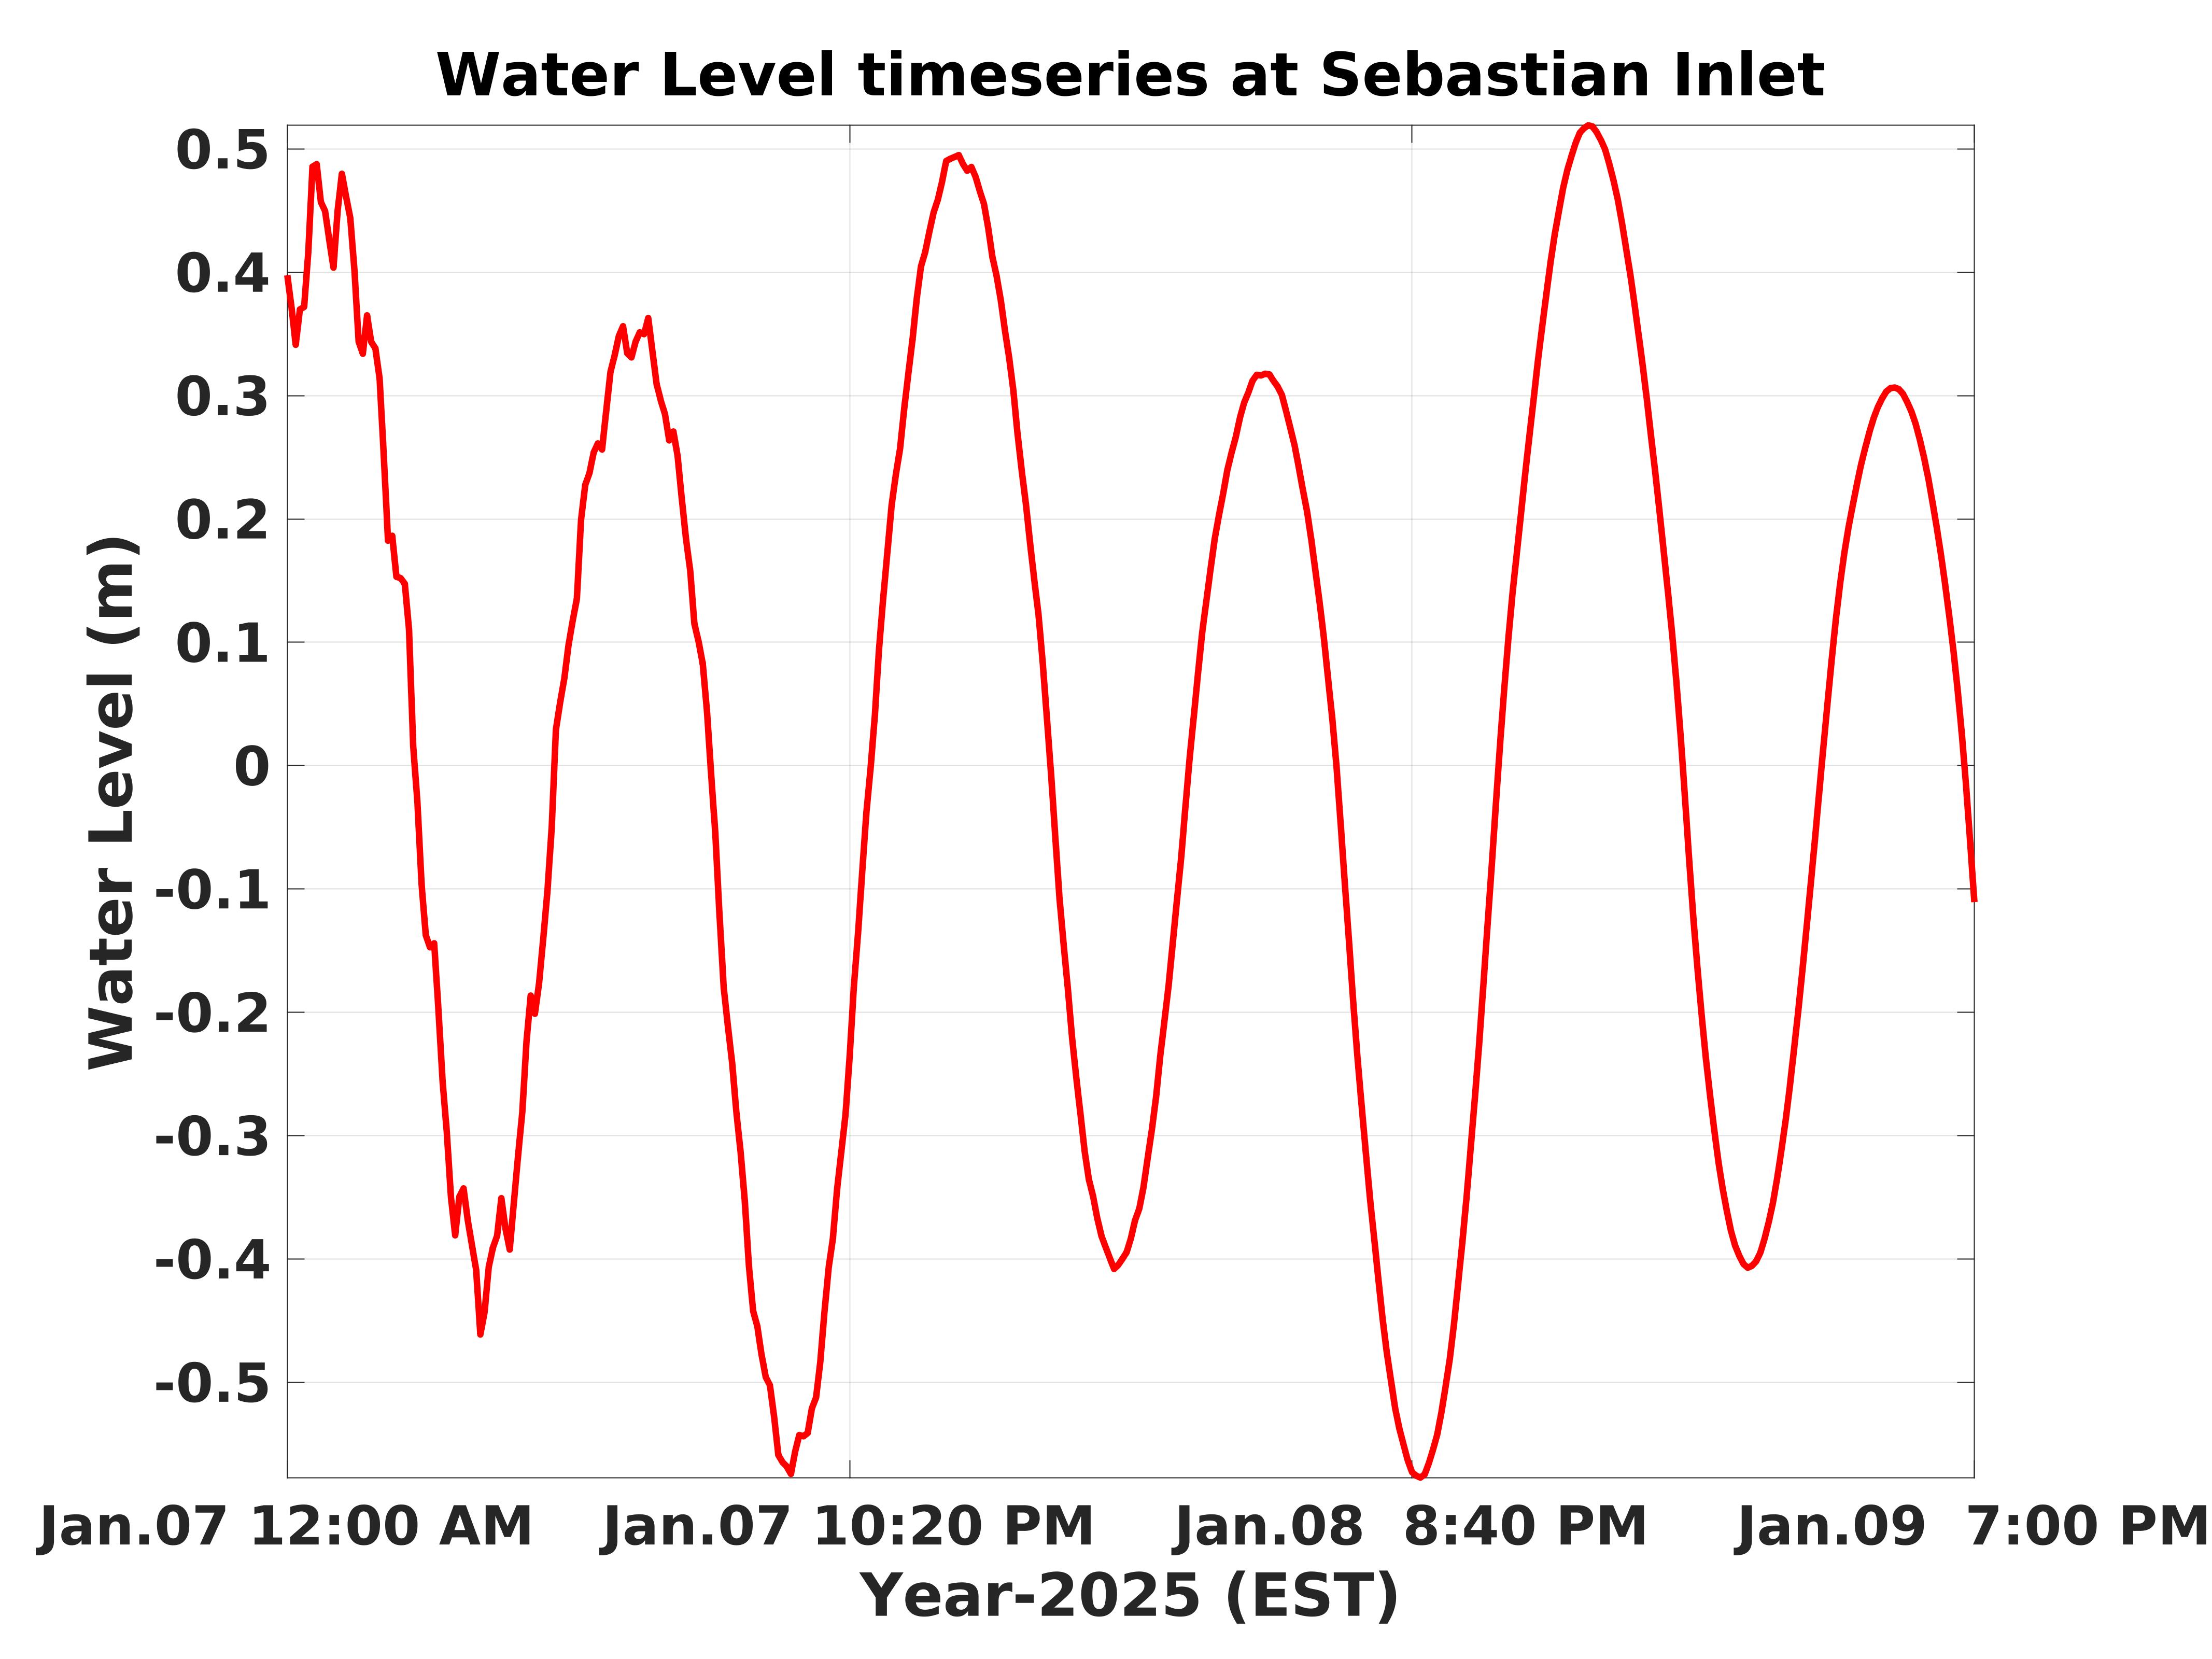 Water Level timeseries at Sebastian Inlet
0.5
0.4
0.3
0.2
0.1
0
-0.1
-0.2
-0.3
-0.4
-0.5
Water Level (m)
Jan.07 12:00 AM
Jan.07 10:20 PM
Jan.08 8:40 PM
Jan.09 7:00 PM
Year-2025 (EST)